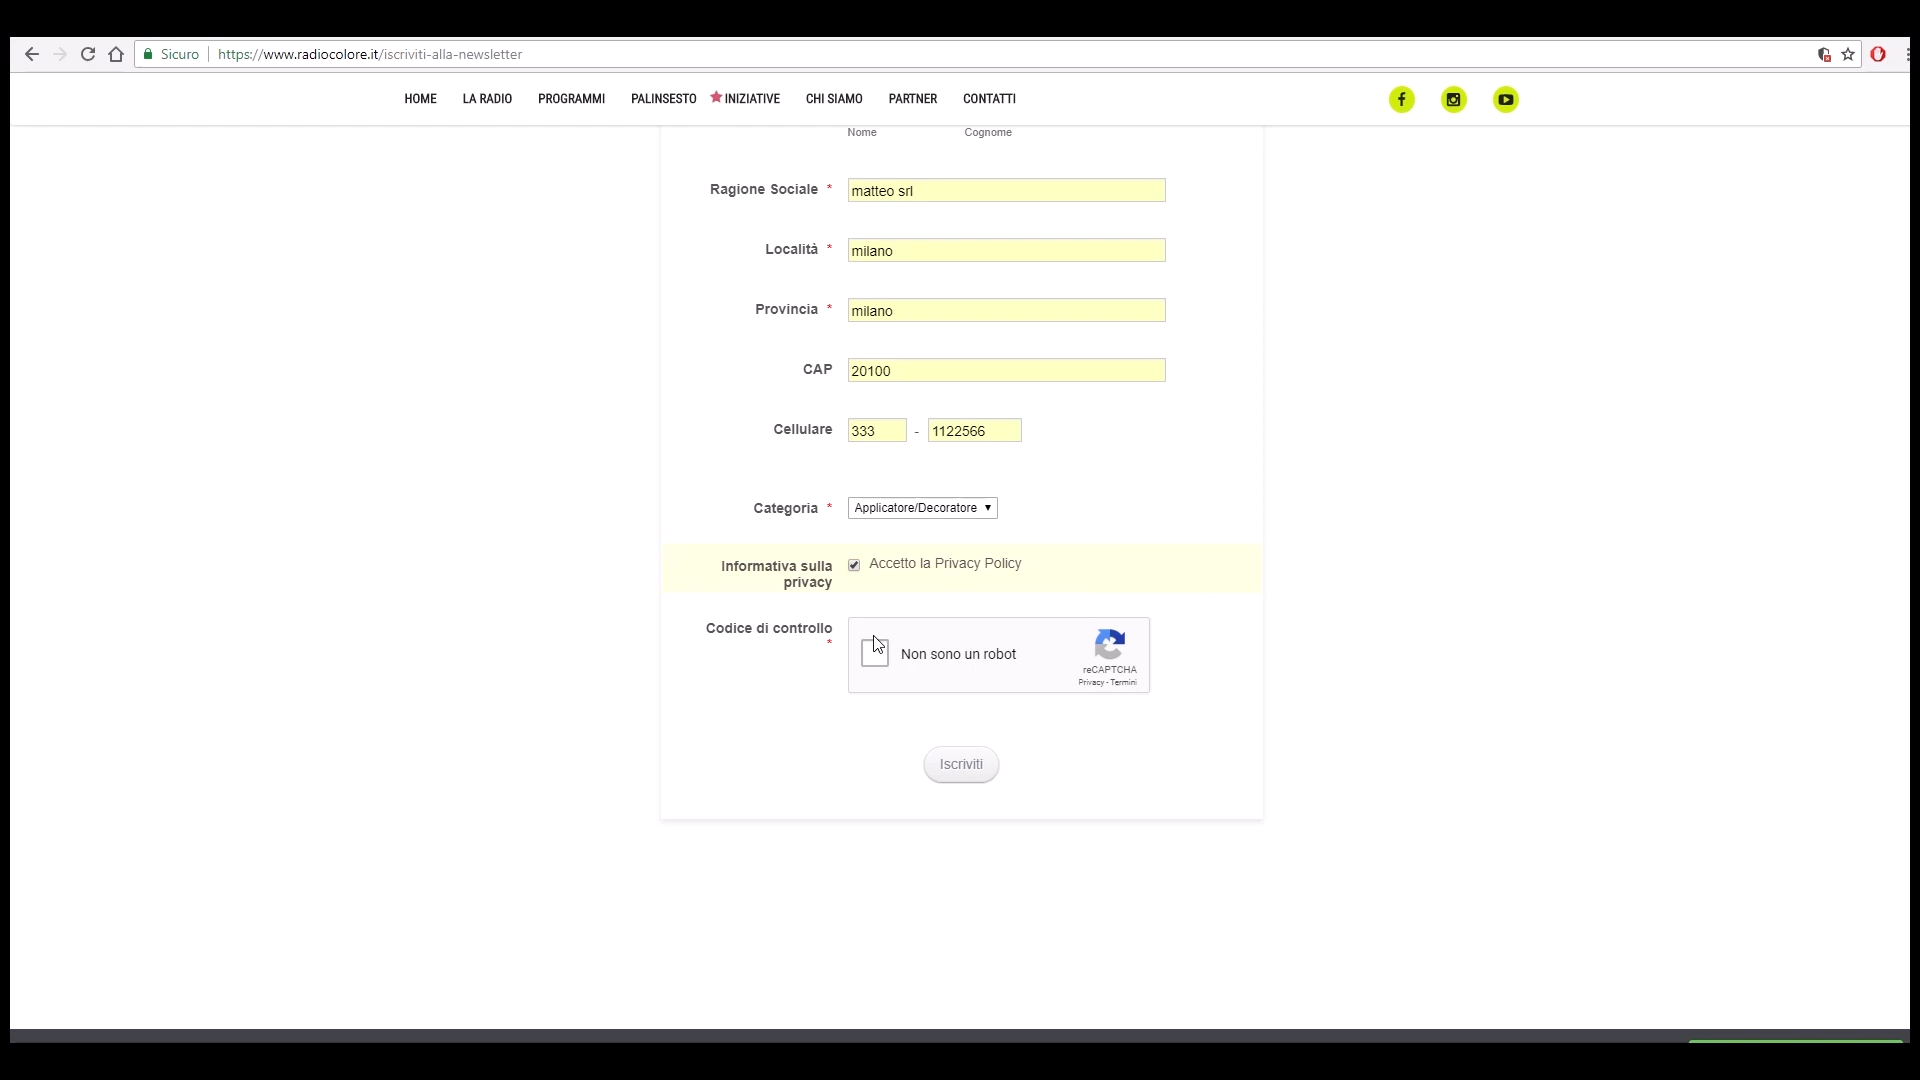 Sicuro https://www.radiocolore.it/iscriviti-alla-newsletter
HOME LA RADIO PROGRAMMI PALINSESTO INIZIATIVE CHI SIAMO PARTNER CONTATTI
Nome Cognome
Ragione Sociale * matteo srl
Località * milano
Provincia * milano
CAP 20100
Cellulare 333 - 1122566
Categoria * Applicatore/Decoratore
Informativa sulla privacy
Accetto la Privacy Policy
Codice di controllo *
Non sono un robot
reCAPTCHA
Privacy - Termini
Iscriviti